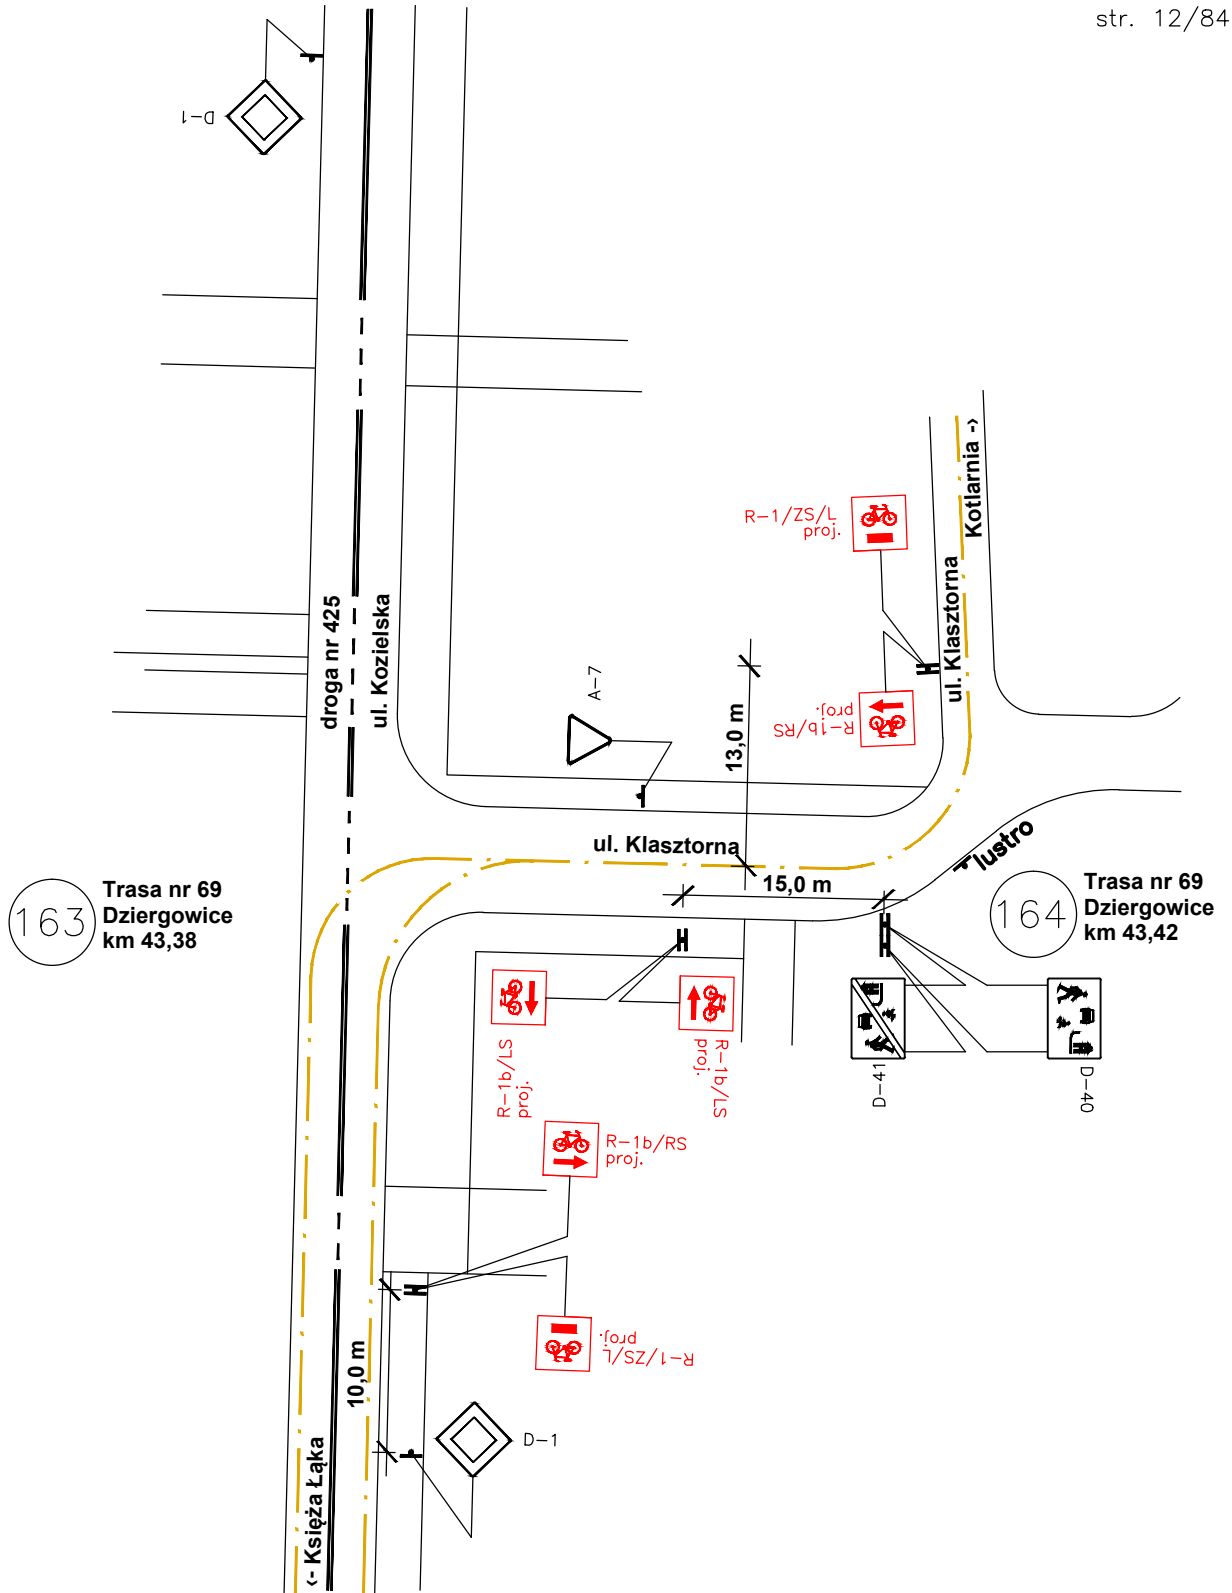 str. 12/84
D-1
droga nr 425
ul. Kozielska
A-7
R-1/ZS/L
proj.
R-1b/RS
proj.
ul. Klasztorna
Kotlarnia ->
13,0 m
ul. Klasztorna
15,0 m
lustro
163
Trasa nr 69
Dziergowice
km 43,38
164
Trasa nr 69
Dziergowice
km 43,42
R-1b/LS
proj.
R-1b/LS
proj.
D-41
D-40
R-1b/RS
proj.
R-1/ZS/L
proj.
10,0 m
D-1
<- Księża Łąka